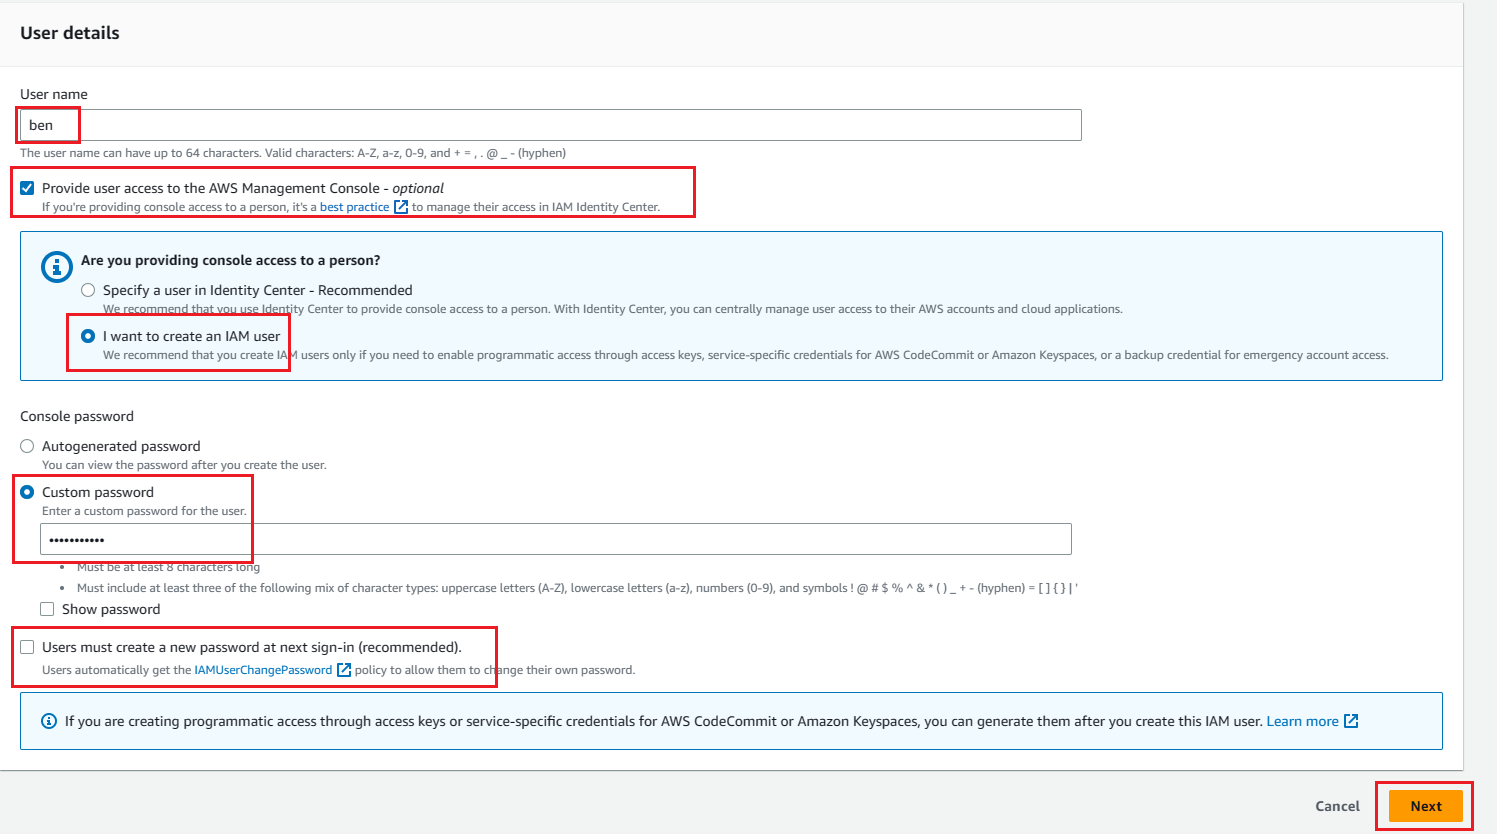 User details
User name
ben
The user name can have up to 64 characters. Valid characters: A-Z, a-z, 0-9, and + = , . @ _ - (hyphen)
Provide user access to the AWS Management Console - optional
If you're providing console access to a person, it's a best practice to manage their access in IAM Identity Center.
Are you providing console access to a person?
Specify a user in Identity Center - Recommended
We recommend that you use Identity Center to provide console access to a person. With Identity Center, you can centrally manage user access to their AWS accounts and cloud applications.
I want to create an IAM user
We recommend that you create IAM users only if you need to enable programmatic access through access keys, service-specific credentials for AWS CodeCommit or Amazon Keyspaces, or a backup credential for emergency account access.
Console password
Autogenerated password
You can view the password after you create the user.
Custom password
Enter a custom password for the user.
•••••••••••
• Must be at least 8 characters long
• Must include at least three of the following mix of character types: uppercase letters (A-Z), lowercase letters (a-z), numbers (0-9), and symbols ! @ # $ % ^ & * ( ) _ + - (hyphen) = [ ] { } | '
Show password
Users must create a new password at next sign-in (recommended).
Users automatically get the IAMUserChangePassword policy to allow them to change their own password.
If you are creating programmatic access through access keys or service-specific credentials for AWS CodeCommit or Amazon Keyspaces, you can generate them after you create this IAM user. Learn more
Cancel
Next